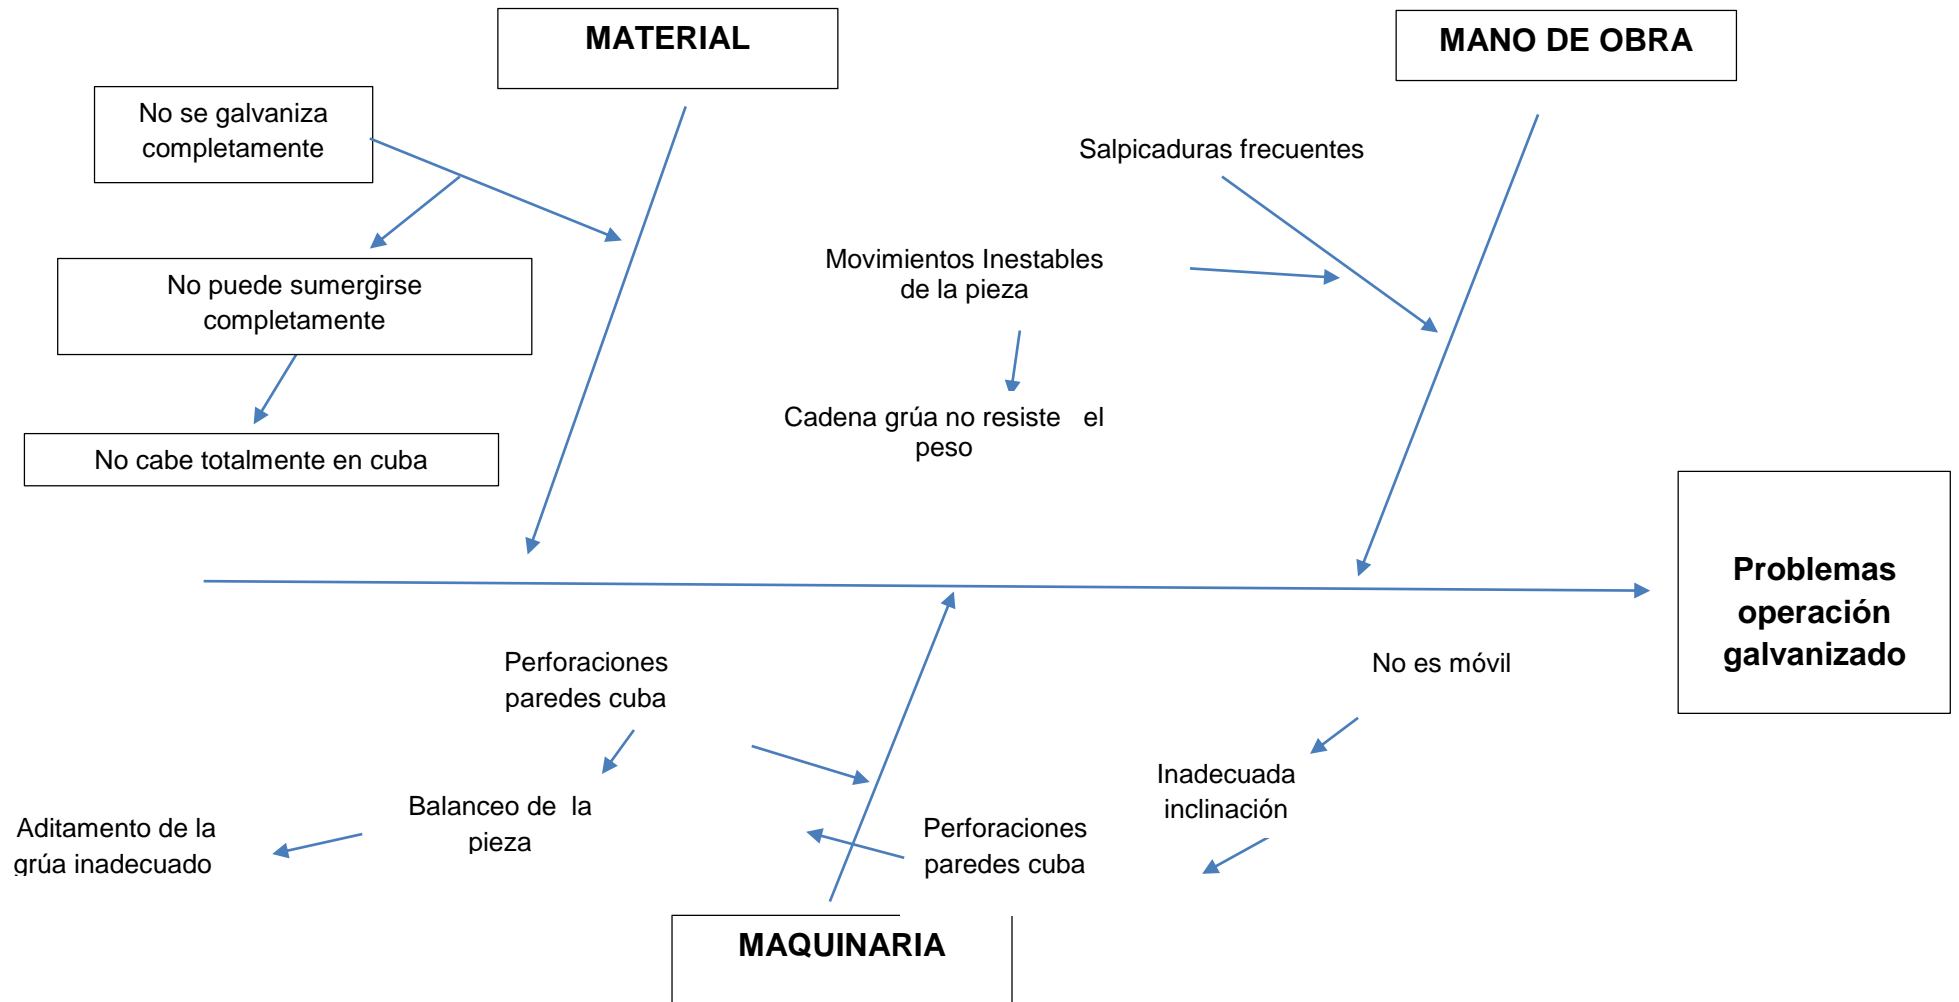 MATERIAL
MANO DE OBRA
No se galvaniza
completamente
Salpicaduras frecuentes
Movimientos Inestables
de la pieza
No puede sumergirse
completamente
Cadena grúa no resiste el
peso
No cabe totalmente en cuba
Problemas
operación
galvanizado
Perforaciones
paredes cuba
No es móvil
Inadecuada
inclinación
Balanceo de la
pieza
Aditamento de la
grúa inadecuado
Perforaciones
paredes cuba
MAQUINARIA